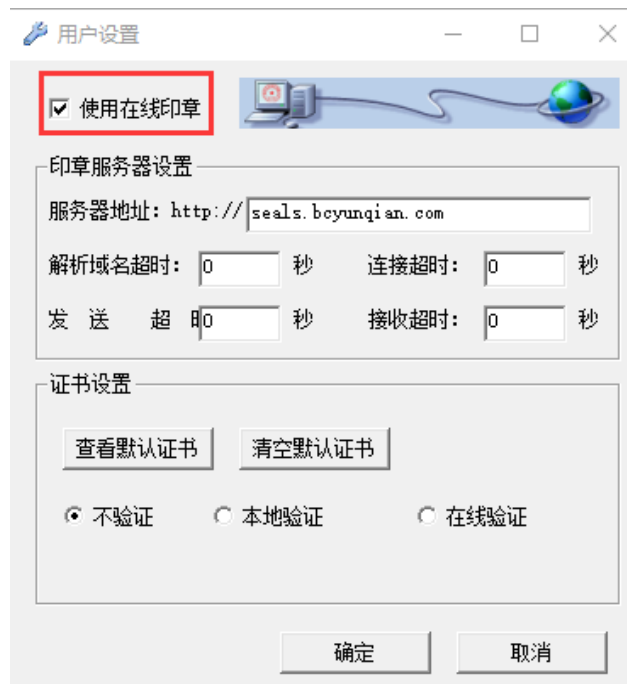 用户设置
使用在线印章
印章服务器设置
服务器地址：http:// seals.bcyunqian.com
解析域名超时： 0 秒 连接超时： 0 秒
发 送 超 0 秒 接收超时： 0 秒
证书设置
查看默认证书 清空默认证书
不验证 本地验证 在线验证
确定 取消